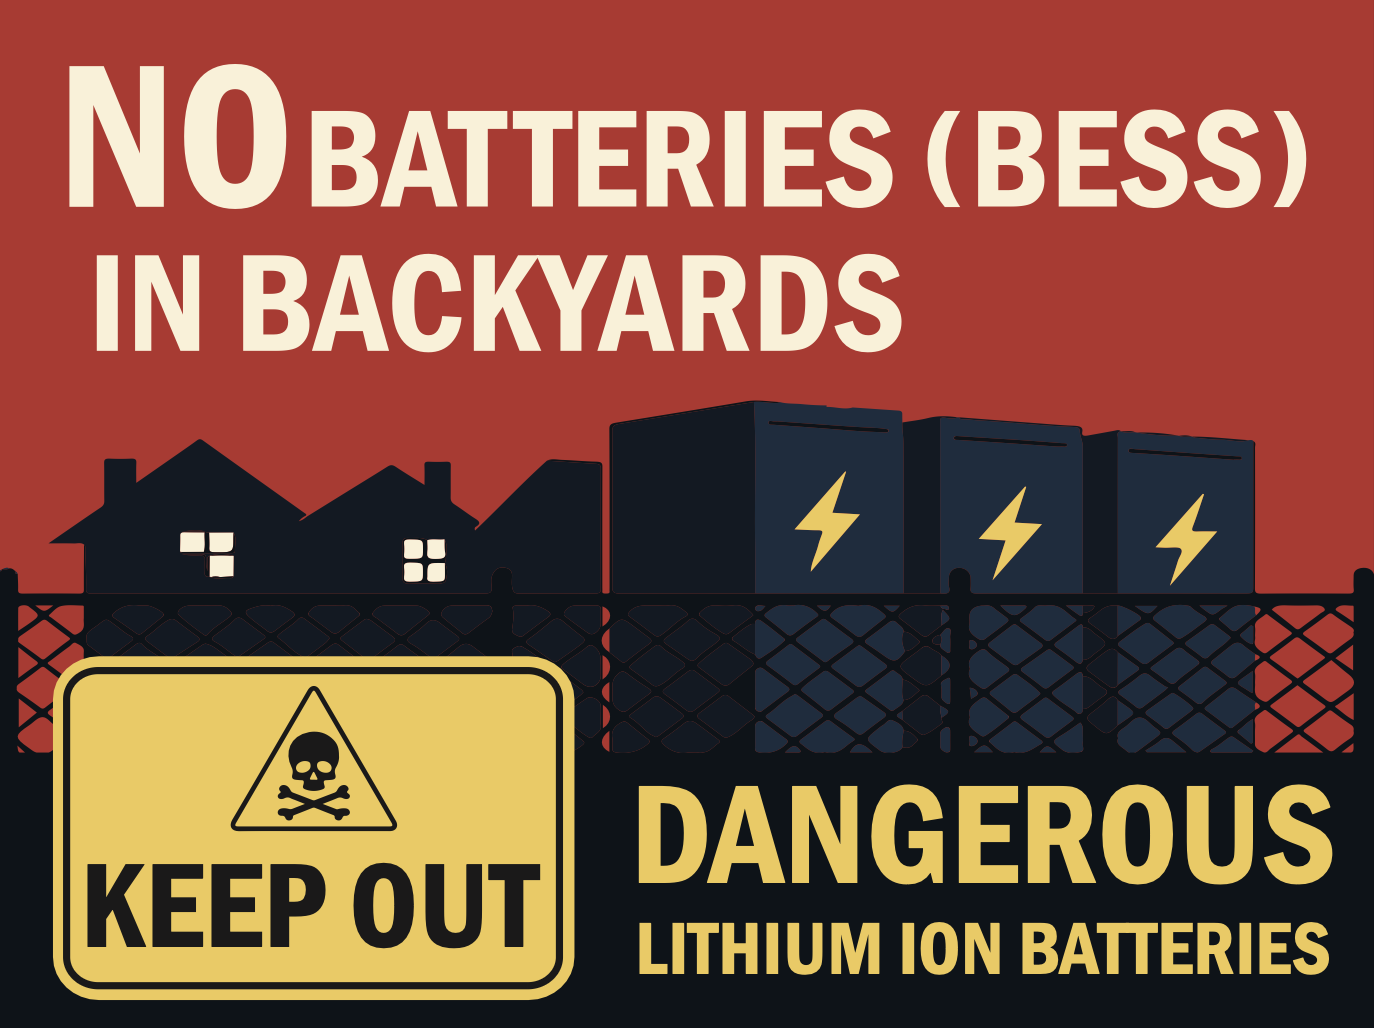 NO BATTERIES (BESS)
IN BACKYARDS
KEEP OUT
DANGEROUS
LITHIUM ION BATTERIES